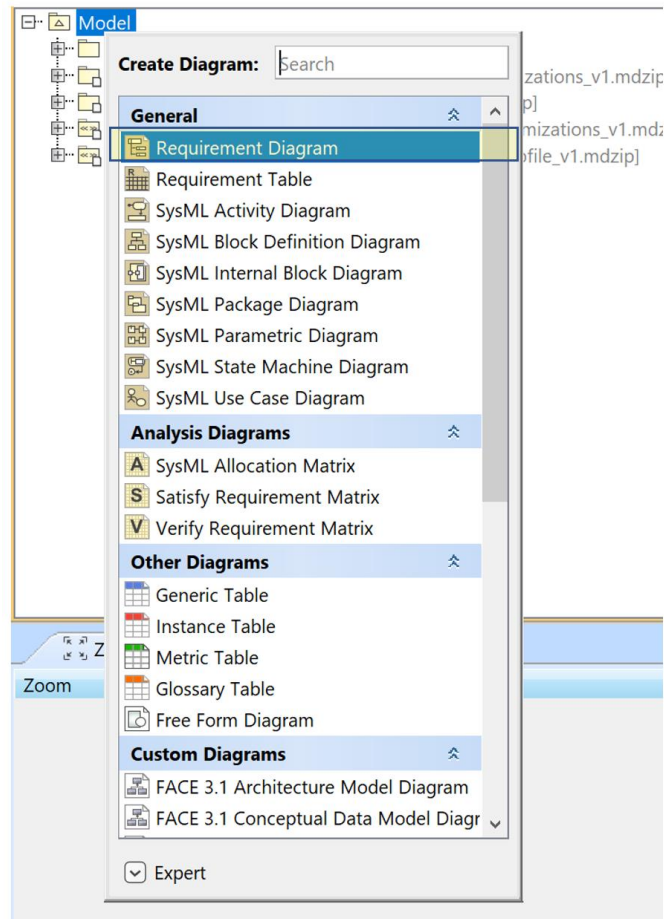 Model
Create Diagram: Search
zations_v1.mdzip
p]
mizations_v1.mdz
ofile_v1.mdzip]
General
Requirement Diagram
Requirement Table
SysML Activity Diagram
SysML Block Definition Diagram
SysML Internal Block Diagram
SysML Package Diagram
SysML Parametric Diagram
SysML State Machine Diagram
SysML Use Case Diagram
Analysis Diagrams
A SysML Allocation Matrix
S Satisfy Requirement Matrix
V Verify Requirement Matrix
Other Diagrams
Generic Table
Instance Table
Metric Table
Glossary Table
Free Form Diagram
Z
Zoom
Custom Diagrams
FACE 3.1 Architecture Model Diagram
FACE 3.1 Conceptual Data Model Diagr
Expert